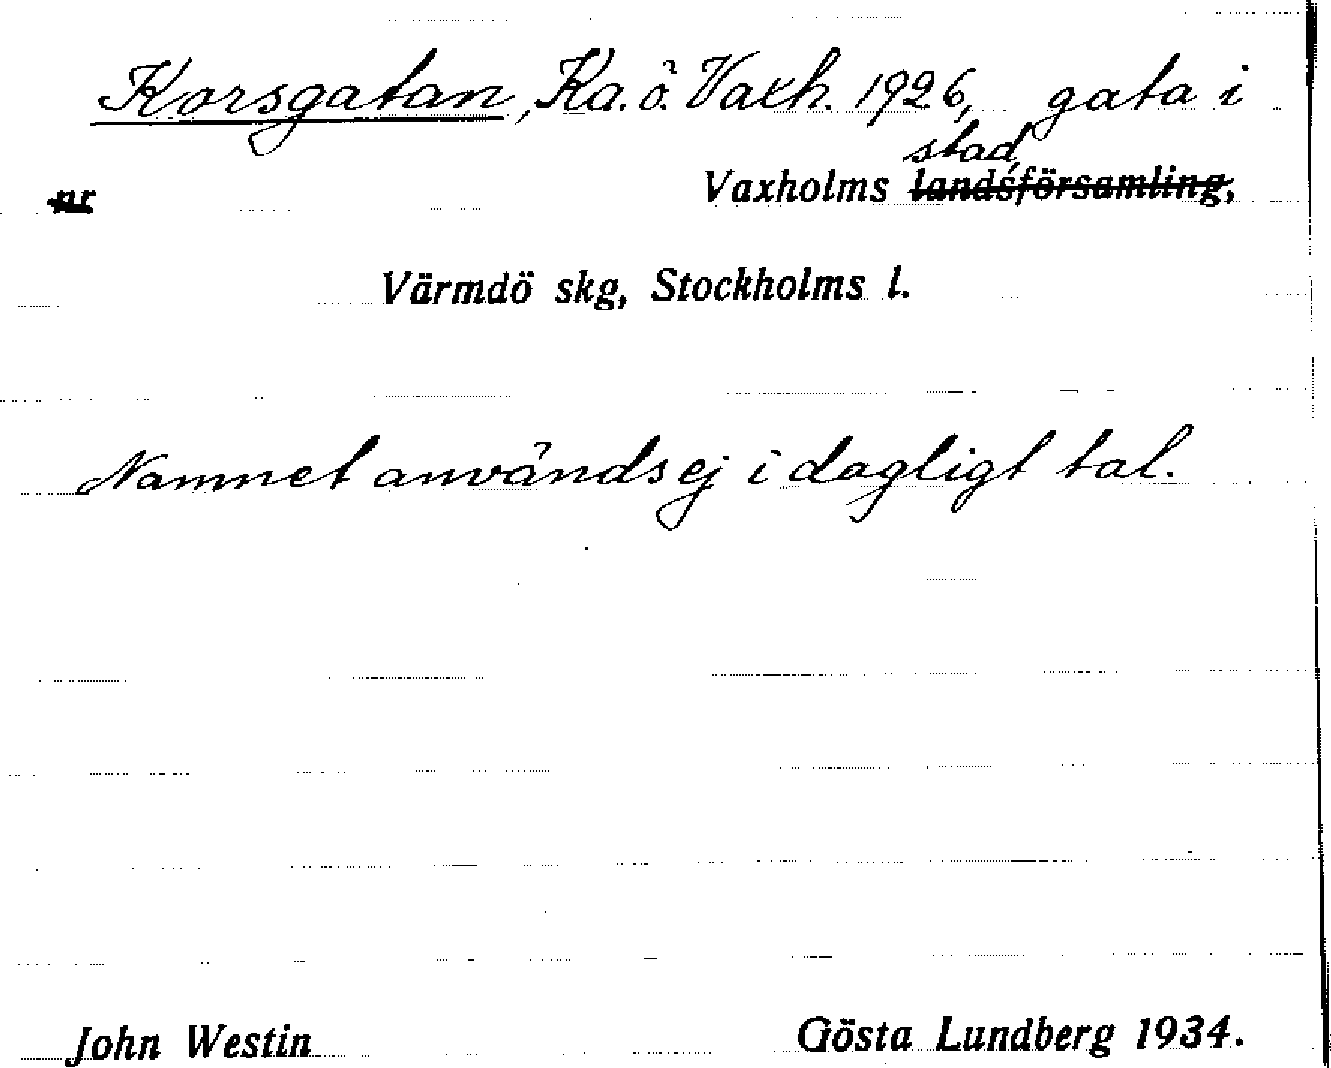 Korsgatan, Ka. ö. Vaxh. 1926, gata i
stad,
nr Vaxholms landsförsamling,
Värmdö skg, Stockholms l.
Namnet används ej i dagligt tal.
John Westin Gösta Lundberg 1934.